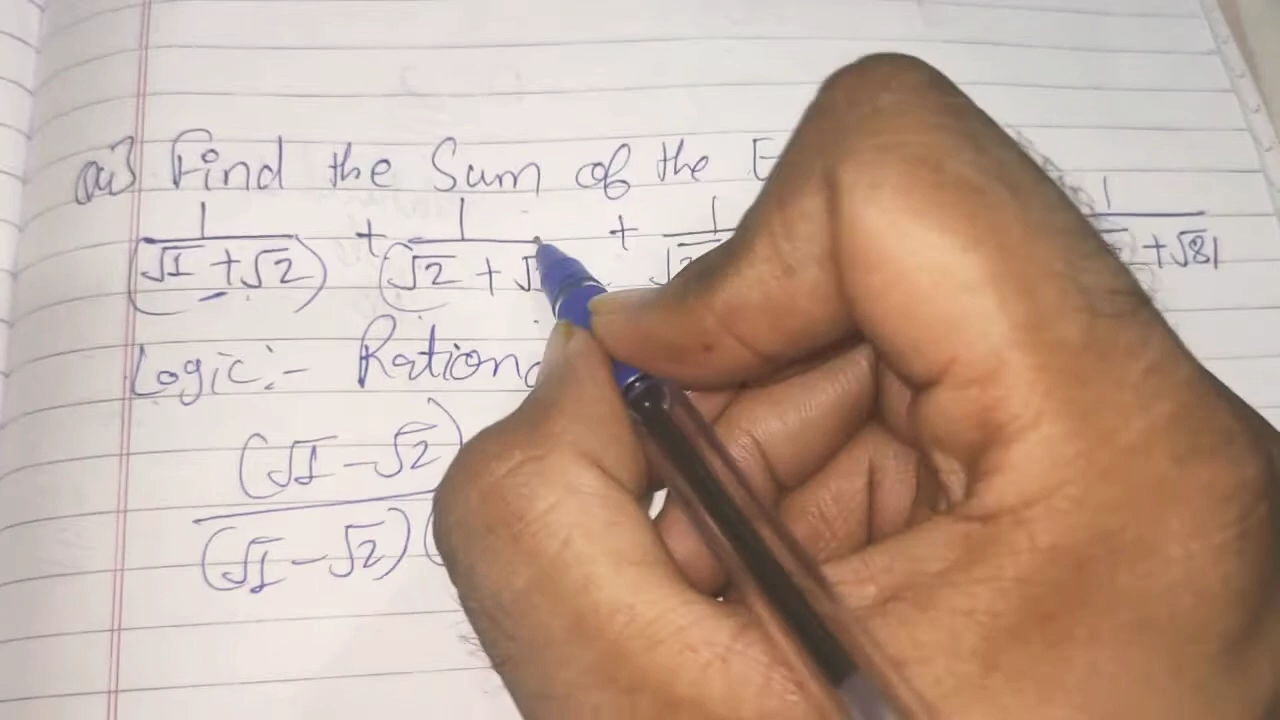 Q3 Find the Sum of the
1/(√1 + √2) + 1/(√2 + √ + 1/√ 1/ + √81
Logic:- Rationa
(√1 - √2)
(√1 - √2) (